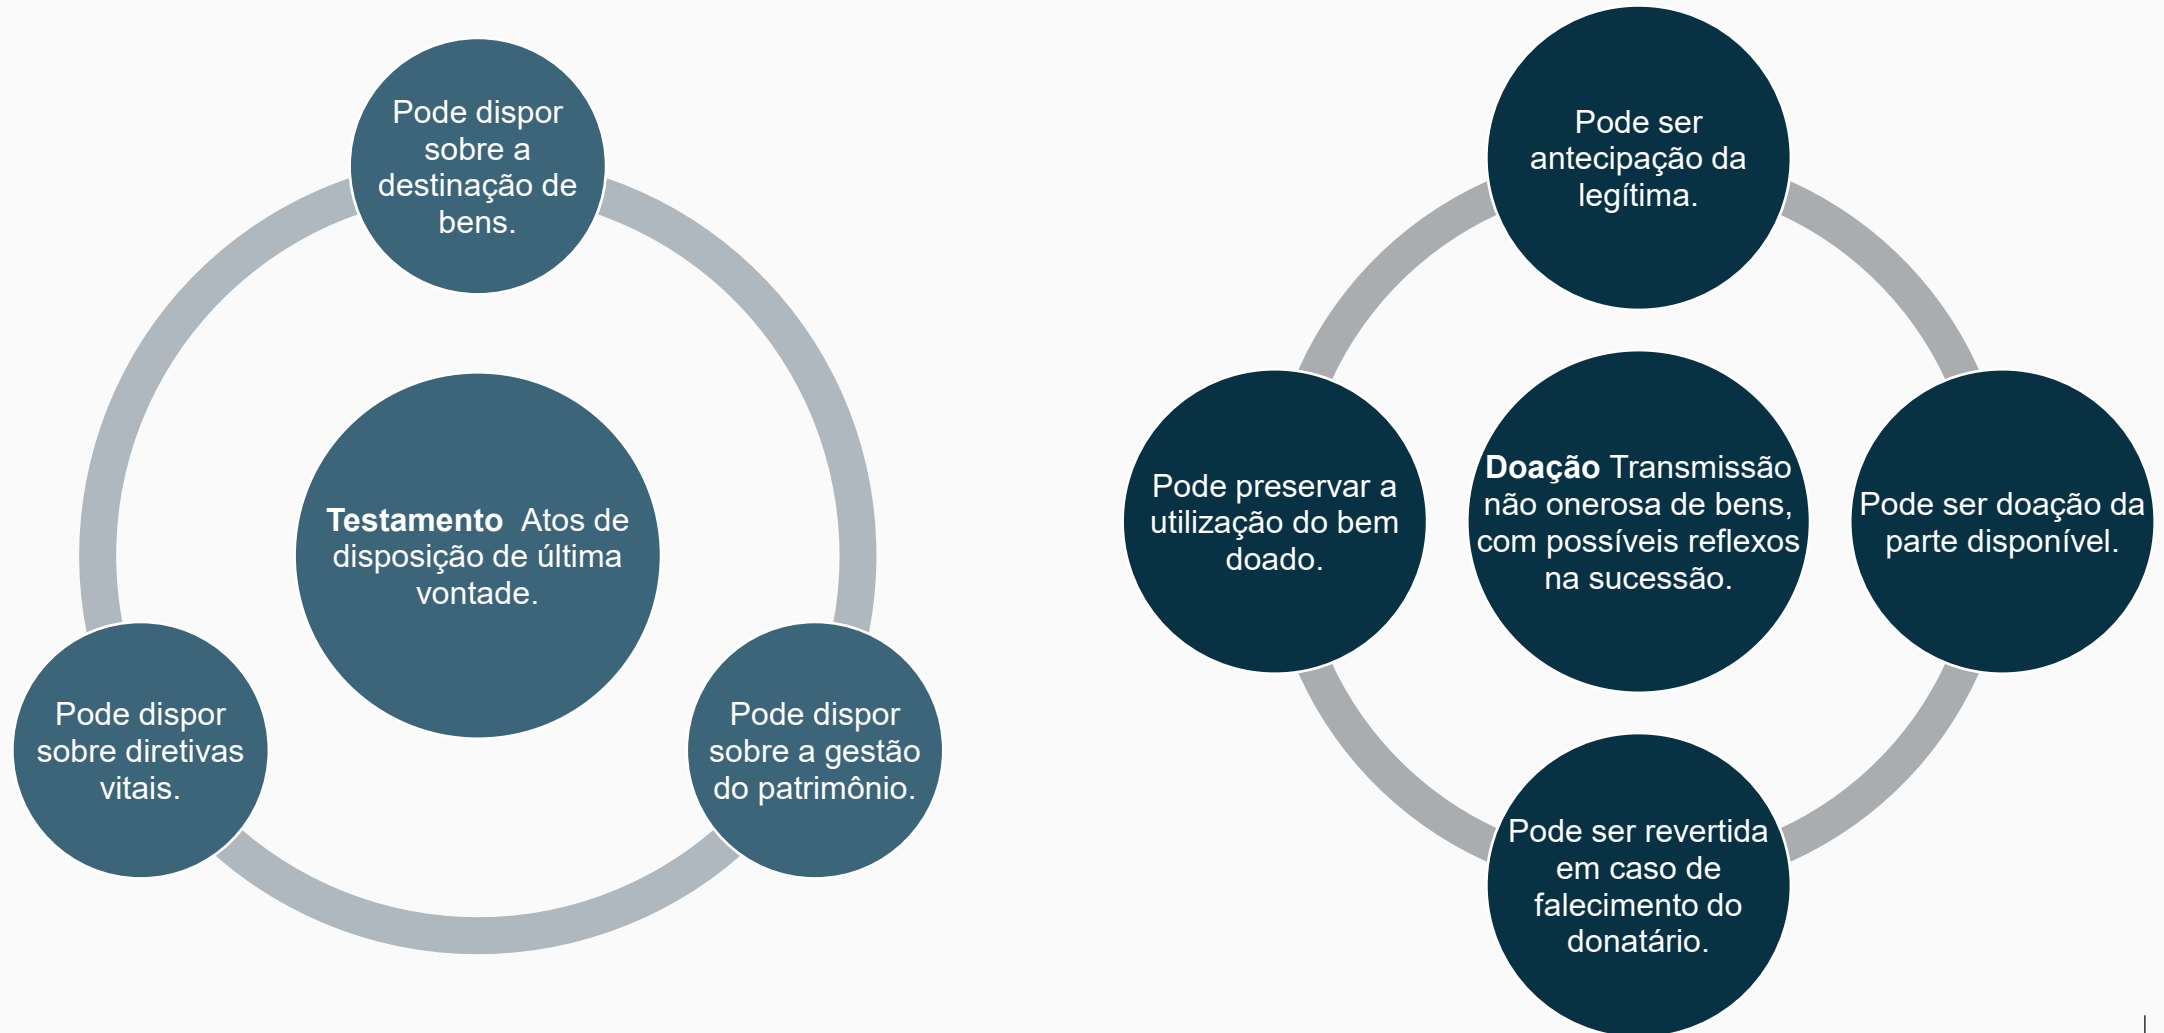 Pode dispor
sobre a
destinação de
bens.
Testamento  Atos de
disposição de última
vontade.
Pode dispor
sobre diretivas
vitais.
Pode dispor
sobre a gestão
do patrimônio.
Pode ser
antecipação da
legítima.
Pode preservar a
utilização do bem
doado.
Doação Transmissão
não onerosa de bens,
com possíveis reflexos
na sucessão.
Pode ser doação da
parte disponível.
Pode ser revertida
em caso de
falecimento do
donatário.